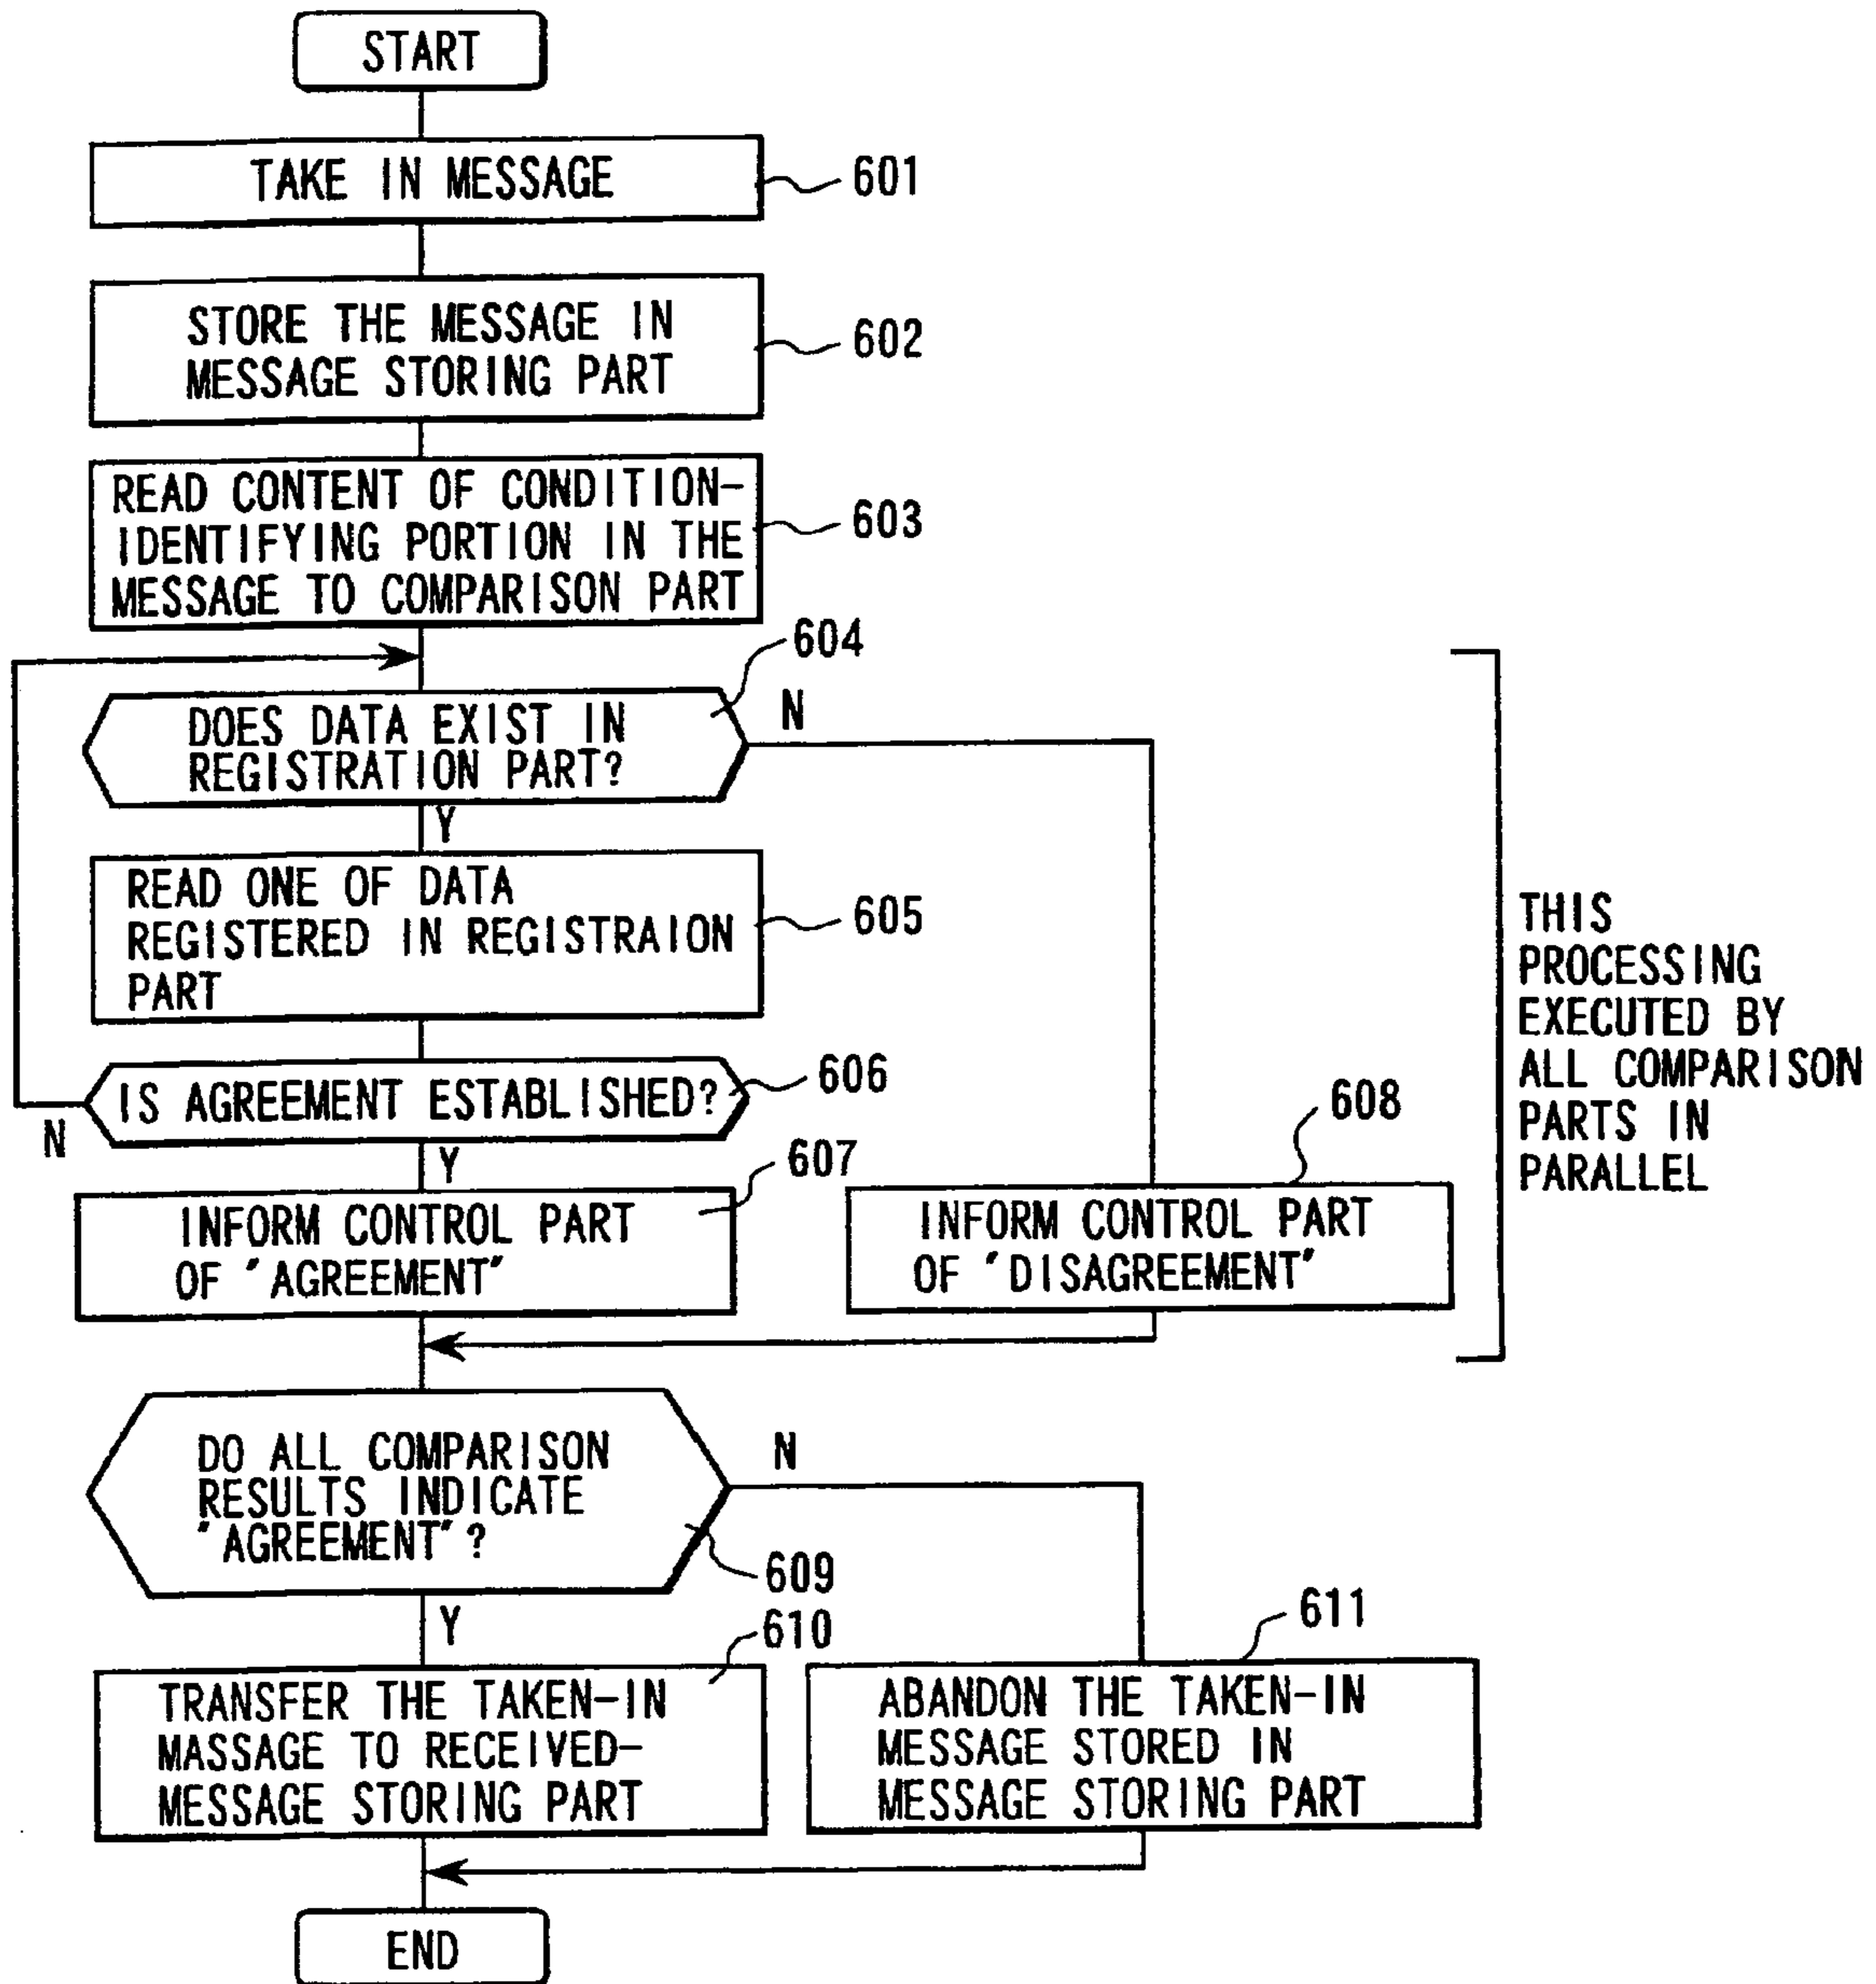 START
TAKE IN MESSAGE
601
STORE THE MESSAGE IN
MESSAGE STORING PART
602
READ CONTENT OF CONDITION-
IDENTIFYING PORTION IN THE
MESSAGE TO COMPARISON PART
603
604
DOES DATA EXIST IN
REGISTRATION PART?
N
Y
READ ONE OF DATA
REGISTERED IN REGISTRAION
PART
605
IS AGREEMENT ESTABLISHED?
606
N
Y
607
INFORM CONTROL PART
OF "AGREEMENT"
608
INFORM CONTROL PART
OF "DISAGREEMENT"
THIS
PROCESSING
EXECUTED BY
ALL COMPARISON
PARTS IN
PARALLEL
DO ALL COMPARISON
RESULTS INDICATE
"AGREEMENT"?
N
609
Y
610
TRANSFER THE TAKEN-IN
MASSAGE TO RECEIVED-
MESSAGE STORING PART
611
ABANDON THE TAKEN-IN
MESSAGE STORED IN
MESSAGE STORING PART
END